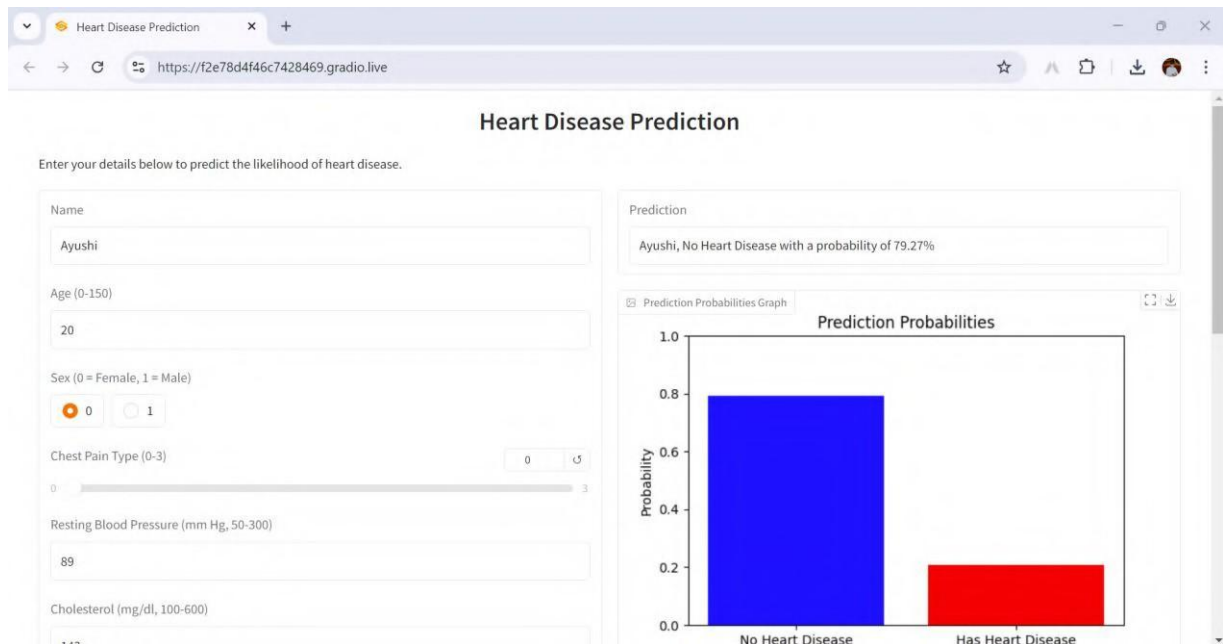 Heart Disease Prediction
https://f2e78d4f46c7428469.gradio.live
Heart Disease Prediction
Enter your details below to predict the likelihood of heart disease.
Name
Ayushi
Age (0-150)
20
Sex (0 = Female, 1 = Male)
0 1
Chest Pain Type (0-3)
0
0 3
Resting Blood Pressure (mm Hg, 50-300)
89
Cholesterol (mg/dl, 100-600)
Prediction
Ayushi, No Heart Disease with a probability of 79.27%
Prediction Probabilities Graph
Prediction Probabilities
1.0
0.8
0.6
0.4
0.2
0.0
Probability
No Heart Disease Has Heart Disease